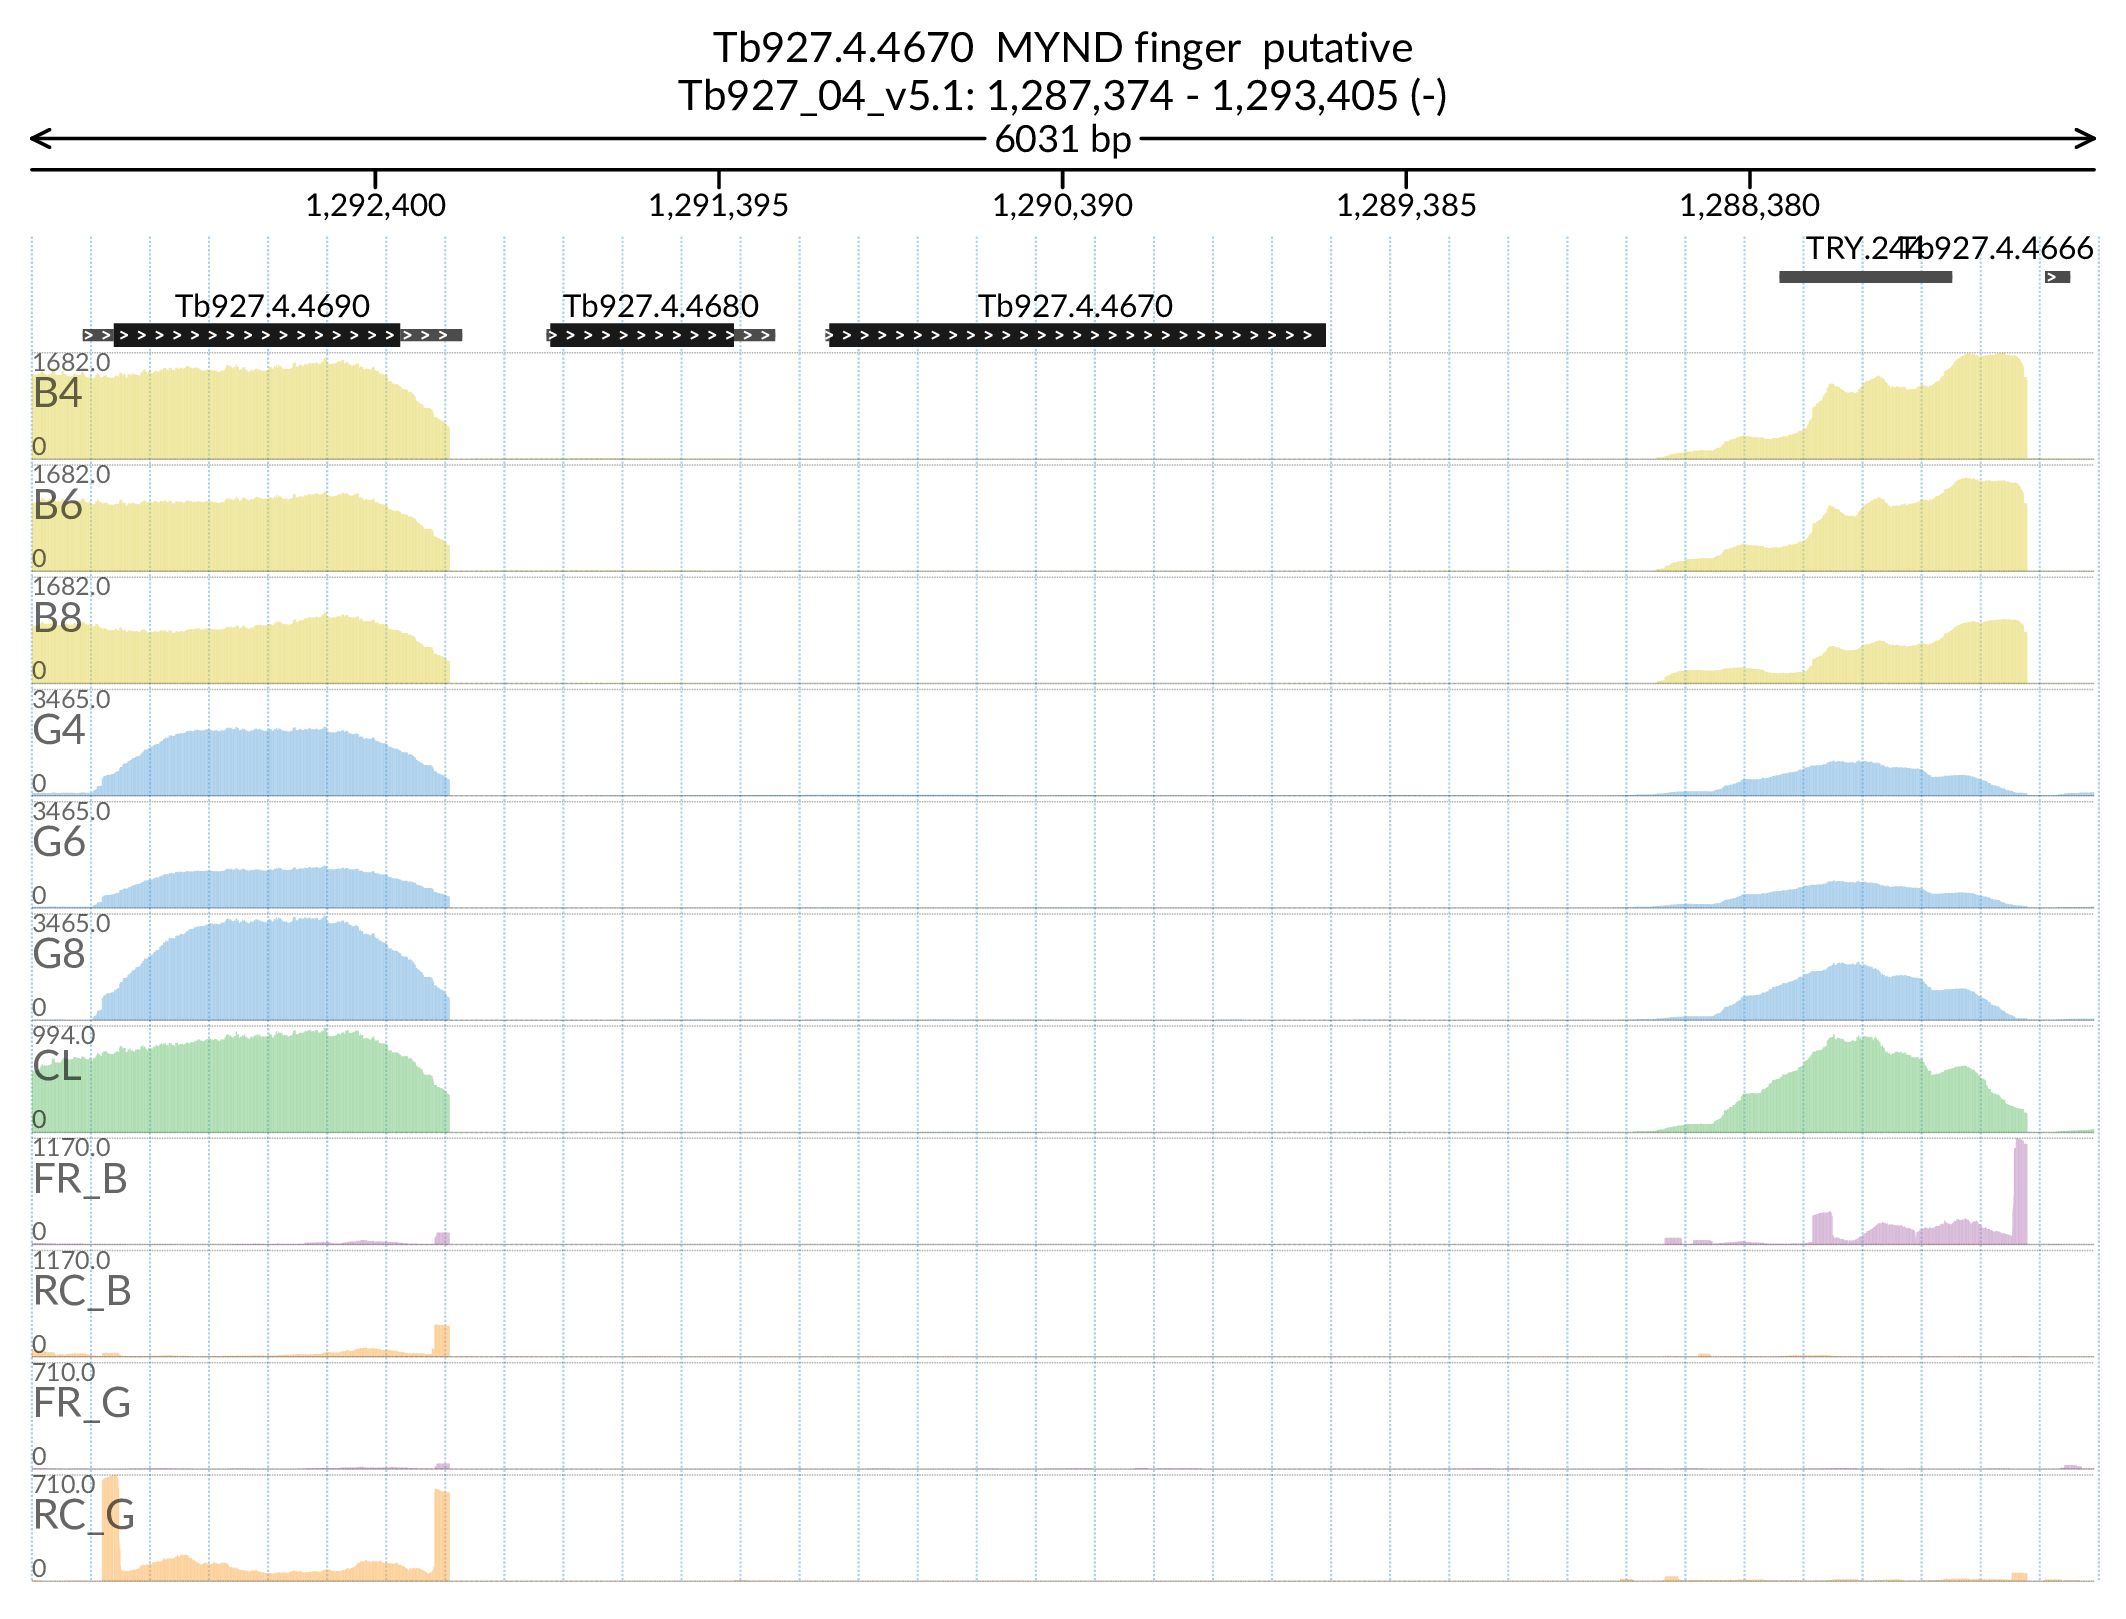 Tb927.4.4670  MYND finger  putative
Tb927_04_v5.1: 1,287,374 - 1,293,405 (-)
6031 bp
1,292,400 1,291,395 1,290,390 1,289,385 1,288,380
TRY.244 Tb927.4.4666
Tb927.4.4690 Tb927.4.4680 Tb927.4.4670
1682.0
B4
0
1682.0
B6
0
1682.0
B8
0
3465.0
G4
0
3465.0
G6
0
3465.0
G8
0
994.0
CL
0
1170.0
FR_B
0
1170.0
RC_B
0
710.0
FR_G
0
710.0
RC_G
0